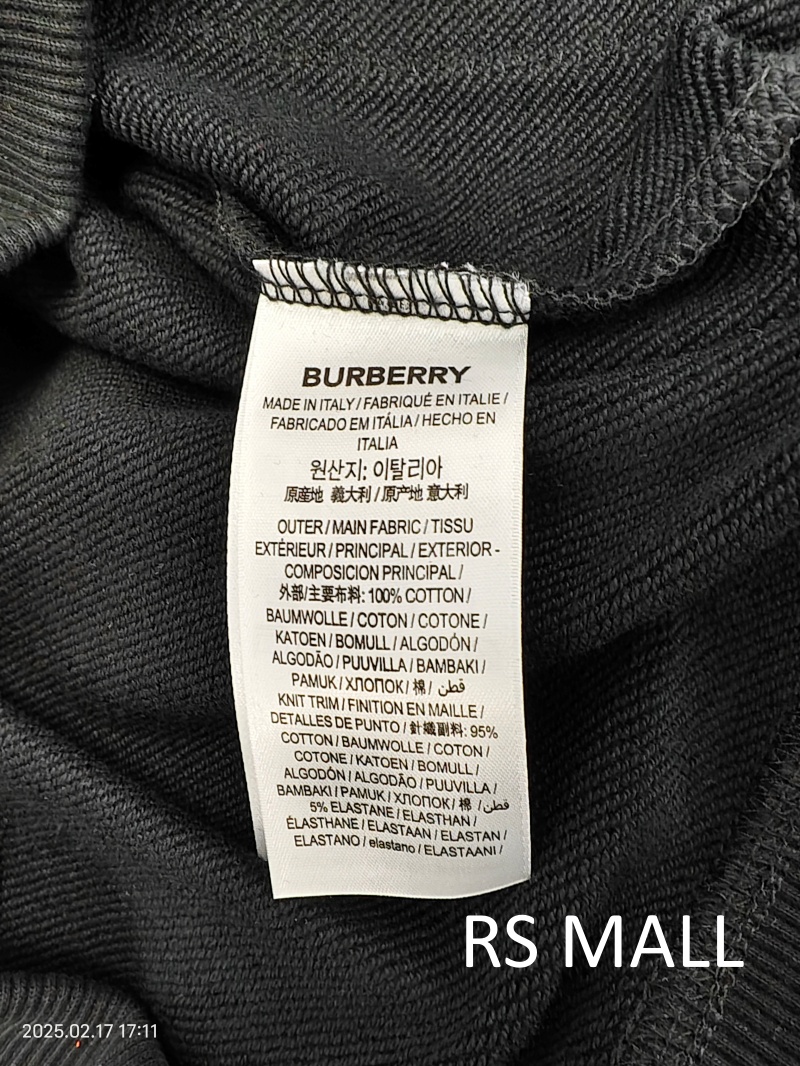 BURBERRY
MADE IN ITALY / FABRIQUÉ EN ITALIE /
FABRICADO EM ITÁLIA / HECHO EN
ITALIA
원산지: 이탈리아
原産地 義大利 / 原产地 意大利
OUTER / MAIN FABRIC / TISSU
EXTÉRIEUR / PRINCIPAL / EXTERIOR -
COMPOSICION PRINCIPAL /
外部/主要布料: 100% COTTON /
BAUMWOLLE / COTON / COTONE /
KATOEN / BOMULL / ALGODÓN /
ALGODÃO / PUUVILLA / BAMBAKI /
PAMUK / ХЛОПОК / 棉 / قطن
KNIT TRIM / FINITION EN MAILLE /
DETALLES DE PUNTO / 針織副料: 95%
COTTON / BAUMWOLLE / COTON /
COTONE / KATOEN / BOMULL /
ALGODÓN / ALGODÃO / PUUVILLA /
BAMBAKI / PAMUK / ХЛОПОК / 棉 / قطن
5% ELASTANE / ELASTHAN /
ÉLASTHANE / ELASTAAN / ELASTAN /
ELASTANO / elastano / ELASTAANI /
RS MALL
2025.02.17 17:11